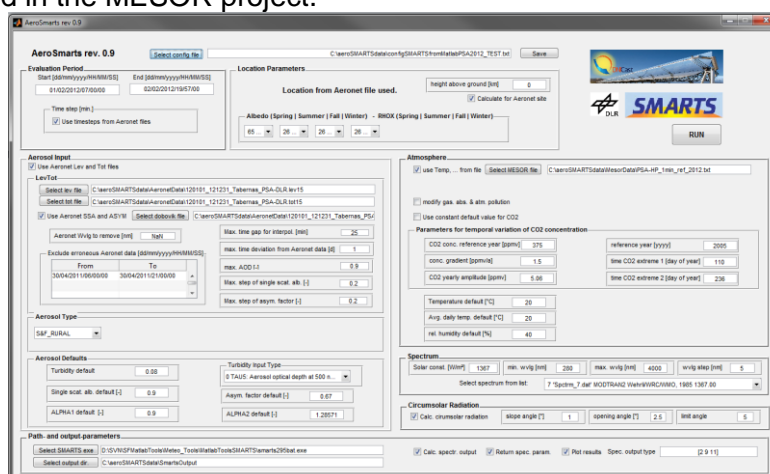 d in the MESOR project.
AeroSmarts rev 0.9
AeroSmarts rev. 0.9
Select config file
C:\aeroSMARTSdata\configSMARTSfromMatlabPSA2012_TEST.txt
Save
Evaluation Period
Start [dd/mm/yyyy/HH/MM/SS]
End [dd/mm/yyyy/HH/MM/SS]
01/02/2012/07/00/00
02/02/2012/19/57/00
Time step [min.]
Use timesteps from Aeronet files
Location Parameters
Location from Aeronet file used.
height above ground [km]
0
Calculate for Aeronet site
Albedo (Spring | Summer | Fall | Winter) - RHOX (Spring | Summer | Fall | Winter)
65 ...
26 ...
26 ...
26 ...
DLR
SMARTS
RUN
Aerosol Input
Use Aeronet Lev and Tot files
LevTot
Select lev file
C:\aeroSMARTSdata\AeronetData\120101_121231_Tabernas_PSA-DLR.lev15
Select tot file
C:\aeroSMARTSdata\AeronetData\120101_121231_Tabernas_PSA-DLR.tot15
Use Aeronet SSA and ASYM
Select dobovik file
C:\aeroSMARTSdata\AeronetData\120101_121231_Tabernas_PSA
Aeronet Wvlg to remove [nm]
NaN
Exclude erroneous Aeronet data [dd/mm/yyyy/HH/MM/SS]
From
To
30/04/2011/06/00/00
30/04/2011/21/00/00
Max. time gap for interpol. [min]
25
max. time deviation from Aeronet data [d]
1
max. AOD [-]
0.9
Max. step of single scat. alb. [-]
0.2
Max. step of asym. factor [-]
0.2
Aerosol Type
S&F_RURAL
Aerosol Defaults
Turbidity default
0.08
Single scat. alb. default [-]
0.9
ALPHA1 default [-]
0.9
Turbidity Input Type
0 TAU5: Aerosol optical depth at 500 n...
Asym. factor default [-]
0.67
ALPHA2 default [-]
1.28571
Atmosphere
use Temp, ... from file
Select MESOR file
C:\aeroSMARTSdata\MesorData\PSA-HP_1min_ref_2012.txt
modify gas. abs. & atm. pollution
Use constant default value for CO2
Parameters for temporal variation of CO2 concentration
CO2 conc. reference year [ppmv]
375
reference year [yyyy]
2005
conc. gradient [ppmv/a]
1.5
time CO2 extreme 1 [day of year]
110
CO2 yearly amplitude [ppmv]
5.06
time CO2 extreme 2 [day of year]
236
Temperature default [°C]
20
Avg. daily temp. default [°C]
20
rel. humidity default [%]
40
Spectrum
Solar const. [W/m²]
1367
min. wvlg [nm]
280
max. wvlg [nm]
4000
wvlg step [nm]
5
Select spectrum from list:
7 'Spctrm_7.dat' MODTRAN2 Wehrli/WRC/WMO, 1985 1367.00
Circumsolar Radiation
Calc. cirumsolar radiation
slope angle [°]
1
opening angle [°]
2.5
limit angle
5
Path- and output-parameters
Select SMARTS exe
D:\SVN\SFMatlabTools\Meteo_Tools\MatlabToolsSMARTS\smarts295bat.exe
Select output dir.
C:\aeroSMARTSdata\SmartsOutput
Calc. spectr. output
Return spec. param.
Plot results
Spec. output type
[2 9 11]